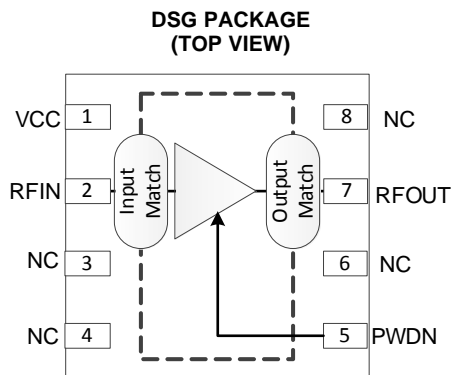 DSG PACKAGE
(TOP VIEW)
VCC 1
8 NC
RFIN 2
Input Match
Output Match
7 RFOUT
NC 3
6 NC
NC 4
5 PWDN